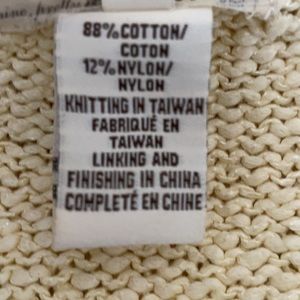 88% COTTON/
COTON
12% NYLON/
NYLON
KNITTING IN TAIWAN
FABRIQUÉ EN
TAIWAN
LINKING AND
FINISHING IN CHINA
COMPLETÉ EN CHINE